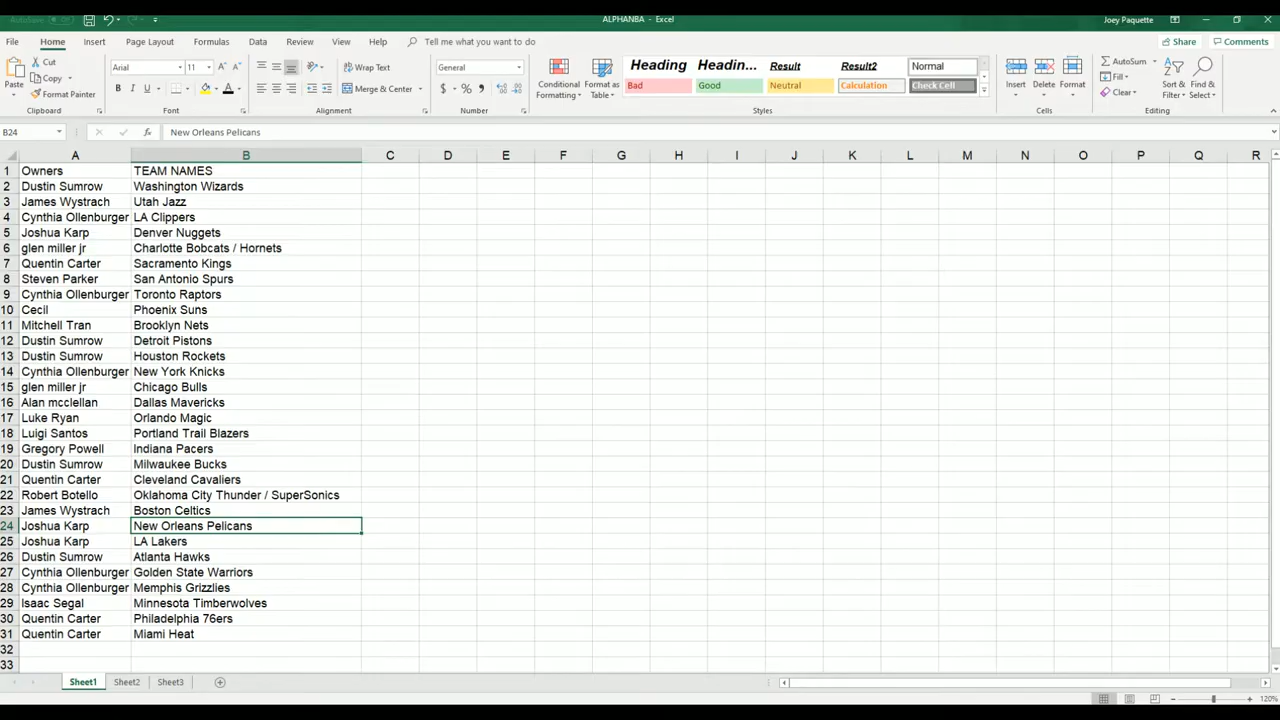 AutoSave Off ALPHANBA - Excel Joey Paquette
File Home Insert Page Layout Formulas Data Review View Help Tell me what you want to do Share Comments
Paste Cut Copy Format Painter Clipboard
Arial 11 A A B I U A Font
ab Wrap Text Merge & Center Alignment
General $ % , Number
Conditional Formatting Format as Table
Heading Headin... Result Result2 Normal
Bad Good Neutral Calculation Check Cell
Styles
Insert Delete Format Cells
AutoSum Fill Clear Sort & Filter Find & Select Editing
B24 fx New Orleans Pelicans
A B C D E F G H I J K L M N O P Q R
1 Owners TEAM NAMES
2 Dustin Sumrow Washington Wizards
3 James Wystrach Utah Jazz
4 Cynthia Ollenburger LA Clippers
5 Joshua Karp Denver Nuggets
6 glen miller jr Charlotte Bobcats / Hornets
7 Quentin Carter Sacramento Kings
8 Steven Parker San Antonio Spurs
9 Cynthia Ollenburger Toronto Raptors
10 Cecil Phoenix Suns
11 Mitchell Tran Brooklyn Nets
12 Dustin Sumrow Detroit Pistons
13 Dustin Sumrow Houston Rockets
14 Cynthia Ollenburger New York Knicks
15 glen miller jr Chicago Bulls
16 Alan mcclellan Dallas Mavericks
17 Luke Ryan Orlando Magic
18 Luigi Santos Portland Trail Blazers
19 Gregory Powell Indiana Pacers
20 Dustin Sumrow Milwaukee Bucks
21 Quentin Carter Cleveland Cavaliers
22 Robert Botello Oklahoma City Thunder / SuperSonics
23 James Wystrach Boston Celtics
24 Joshua Karp New Orleans Pelicans
25 Joshua Karp LA Lakers
26 Dustin Sumrow Atlanta Hawks
27 Cynthia Ollenburger Golden State Warriors
28 Cynthia Ollenburger Memphis Grizzlies
29 Isaac Segal Minnesota Timberwolves
30 Quentin Carter Philadelphia 76ers
31 Quentin Carter Miami Heat
32
33
Sheet1 Sheet2 Sheet3
120%